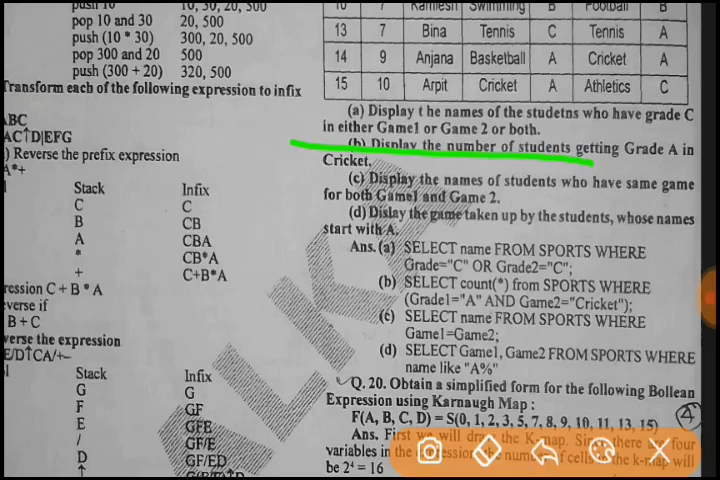 push 10 10, 30, 20, 500
pop 10 and 30 20, 500
push (10 * 30) 300, 20, 500
pop 300 and 20 500
push (300 + 20) 320, 500
Transform each of the following expression to infix
ABC
AC↑D|EFG
) Reverse the prefix expression
A*+
Stack Infix
C C
B CB
A CBA
* CB*A
+ C+B*A
ression C + B * A
everse if
B + C
verse the expression
E/D↑CA/+–
Stack Infix
G G
F GF
E GFE
/ GF/E
D GF/ED
↑
10 7 Kamlesh Swimming B Football B
13 7 Bina Tennis C Tennis A
14 9 Anjana Basketball A Cricket A
15 10 Arpit Cricket A Athletics C
(a) Display t he names of the studetns who have grade C
in either Game1 or Game 2 or both.
(b) Display the number of students getting Grade A in
Cricket.
(c) Display the names of students who have same game
for both Game1 and Game 2.
(d) Dislay the game taken up by the students, whose names
start with A.
Ans. (a) SELECT name FROM SPORTS WHERE
Grade="C" OR Grade2="C";
(b) SELECT count(*) from SPORTS WHERE
(Grade1="A" AND Game2="Cricket");
(c) SELECT name FROM SPORTS WHERE
Game1=Game2;
(d) SELECT Game1, Game2 FROM SPORTS WHERE
name like "A%"
Q. 20. Obtain a simplified form for the following Bollean
Expression using Karnaugh Map :
F(A, B, C, D) = S(0, 1, 2, 3, 5, 7, 8, 9, 10, 11, 13, 15) 4
Ans. First we will draw the K-map. Since there are four
variables in the expression, the number of cells in the k-map will
be 2⁴ = 16
ALK